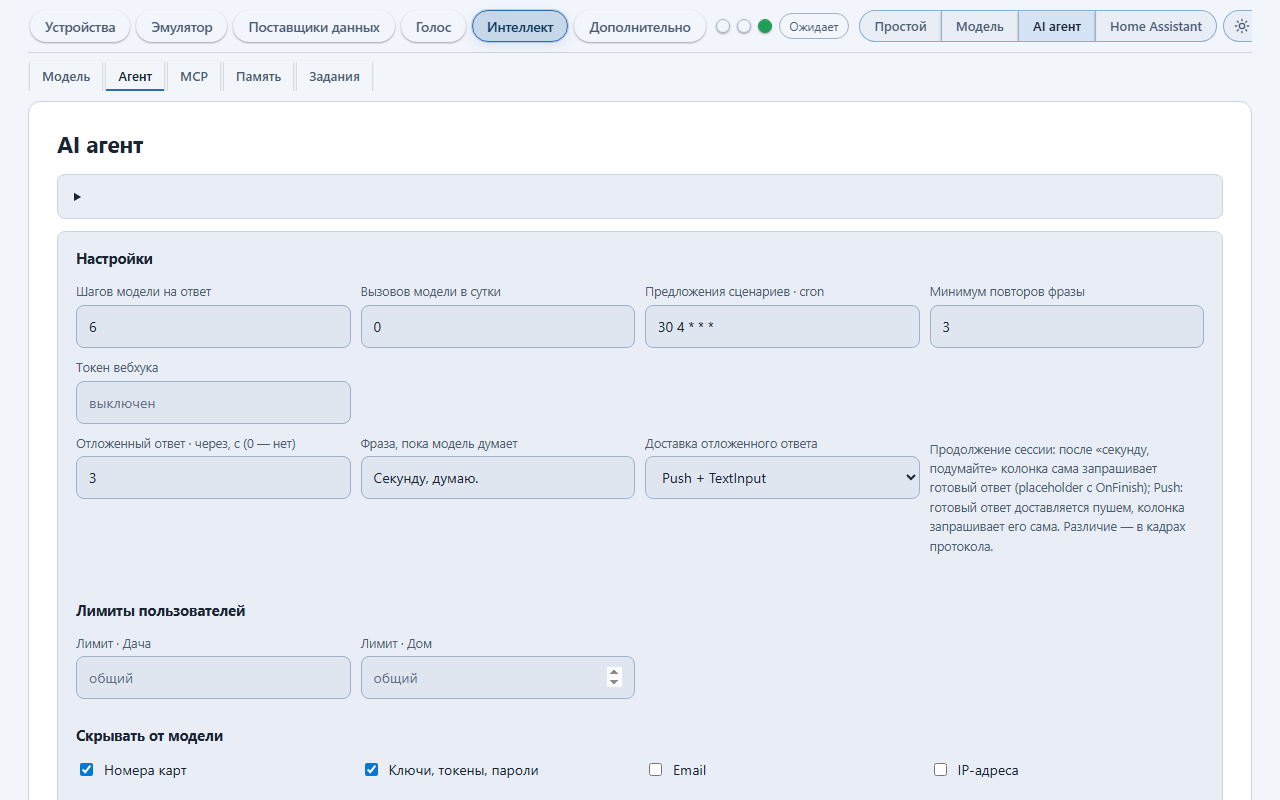 Устройства Эмулятор Поставщики данных Голос Интеллект Дополнительно Ожидает Простой Модель AI агент Home Assistant
Модель Агент MCP Память Задания
AI агент
Настройки
Шагов модели на ответ Вызовов модели в сутки Предложения сценариев · cron Минимум повторов фразы
6 0 30 4 * * * 3
Токен вебхука
выключен
Отложенный ответ · через, с (0 — нет) Фраза, пока модель думает Доставка отложенного ответа
3 Секунду, думаю. Push + TextInput
Продолжение сессии: после «секунду,
подумайте» колонка сама запрашивает
готовый ответ (placeholder с OnFinish); Push:
готовый ответ доставляется пушем, колонка
запрашивает его сама. Различие — в кадрах
протокола.
Лимиты пользователей
Лимит · Дача Лимит · Дом
общий общий
Скрывать от модели
Номера карт Ключи, токены, пароли Email IP-адреса